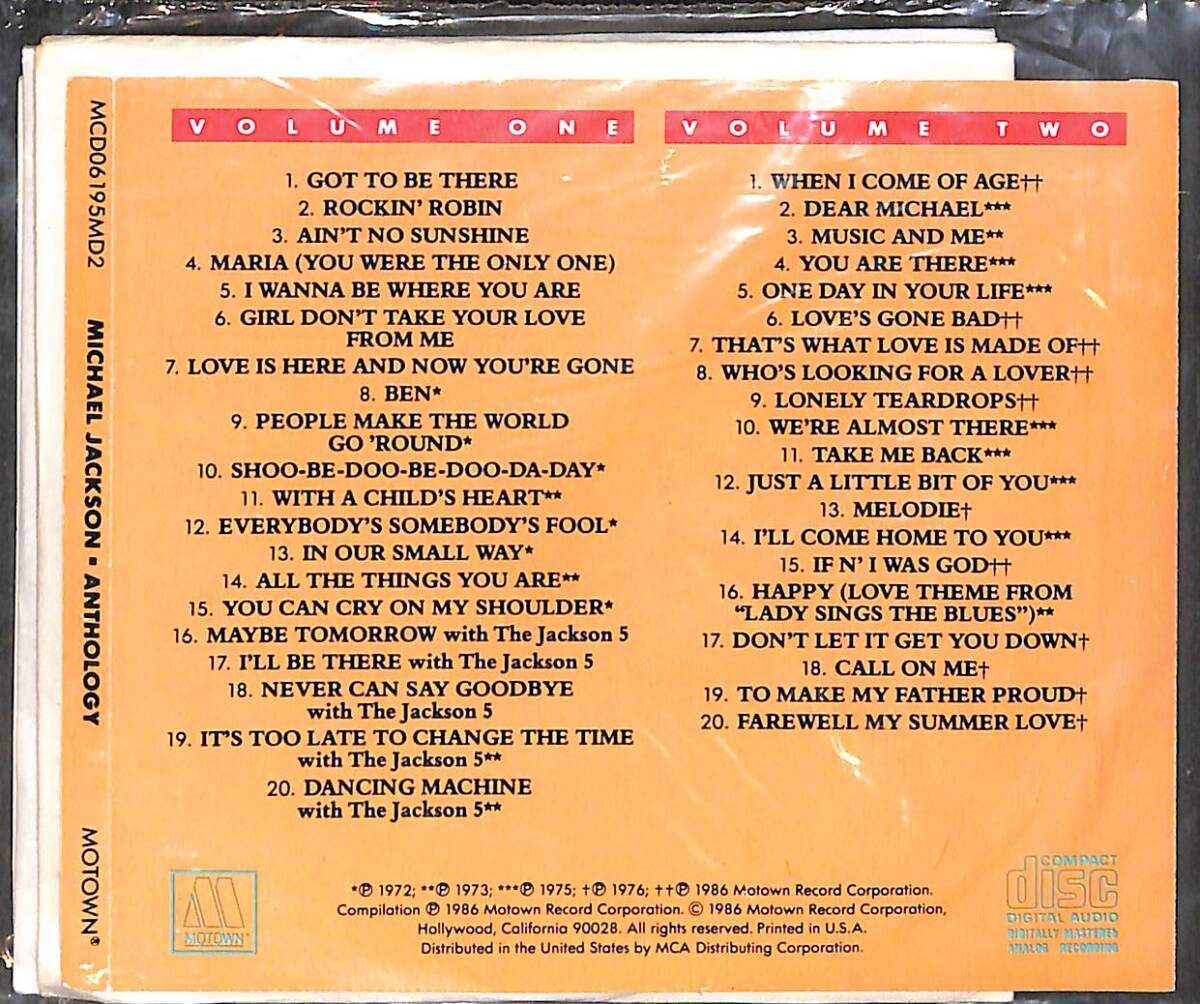 MCD06195MD2
MICHAEL JACKSON ▪ ANTHOLOGY
MOTOWN®
VOLUME ONE
1. GOT TO BE THERE
2. ROCKIN' ROBIN
3. AIN'T NO SUNSHINE
4. MARIA (YOU WERE THE ONLY ONE)
5. I WANNA BE WHERE YOU ARE
6. GIRL DON'T TAKE YOUR LOVE
FROM ME
7. LOVE IS HERE AND NOW YOU'RE GONE
8. BEN*
9. PEOPLE MAKE THE WORLD
GO 'ROUND*
10. SHOO-BE-DOO-BE-DOO-DA-DAY*
11. WITH A CHILD'S HEART**
12. EVERYBODY'S SOMEBODY'S FOOL*
13. IN OUR SMALL WAY*
14. ALL THE THINGS YOU ARE**
15. YOU CAN CRY ON MY SHOULDER*
16. MAYBE TOMORROW with The Jackson 5
17. I'LL BE THERE with The Jackson 5
18. NEVER CAN SAY GOODBYE
with The Jackson 5
19. IT'S TOO LATE TO CHANGE THE TIME
with The Jackson 5**
20. DANCING MACHINE
with The Jackson 5**
VOLUME TWO
1. WHEN I COME OF AGE††
2. DEAR MICHAEL***
3. MUSIC AND ME**
4. YOU ARE THERE***
5. ONE DAY IN YOUR LIFE***
6. LOVE'S GONE BAD††
7. THAT'S WHAT LOVE IS MADE OF††
8. WHO'S LOOKING FOR A LOVER††
9. LONELY TEARDROPS††
10. WE'RE ALMOST THERE***
11. TAKE ME BACK***
12. JUST A LITTLE BIT OF YOU***
13. MELODIE†
14. I'LL COME HOME TO YOU***
15. IF N' I WAS GOD††
16. HAPPY (LOVE THEME FROM
"LADY SINGS THE BLUES")**
17. DON'T LET IT GET YOU DOWN†
18. CALL ON ME†
19. TO MAKE MY FATHER PROUD†
20. FAREWELL MY SUMMER LOVE†
MOTOWN™
*℗ 1972; **℗ 1973; ***℗ 1975; †℗ 1976; ††℗ 1986 Motown Record Corporation.
Compilation ℗ 1986 Motown Record Corporation. © 1986 Motown Record Corporation,
Hollywood, California 90028. All rights reserved. Printed in U.S.A.
Distributed in the United States by MCA Distributing Corporation.
COMPACT
disc
DIGITAL AUDIO
DIGITALLY MASTERED
ANALOG RECORDING